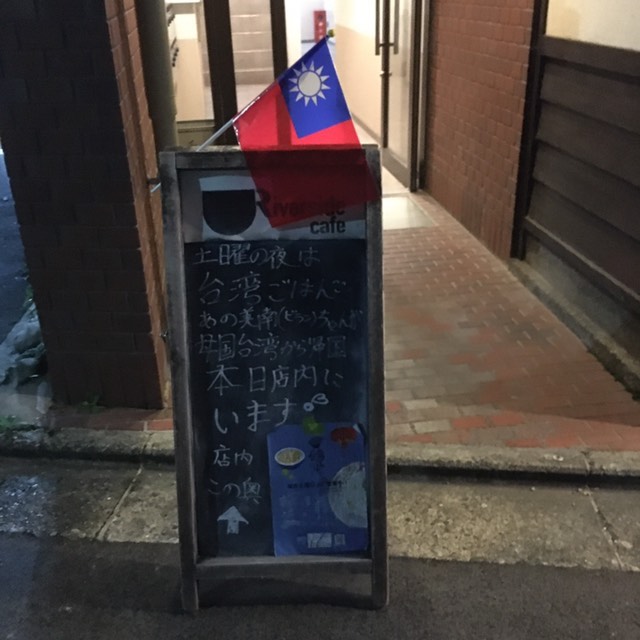 Riverside
cafe
土曜の夜は
台湾ごはんご
あの美南(ビナン)ちゃんが
母国台湾から帰国
本日店内に
います
店内
この奥